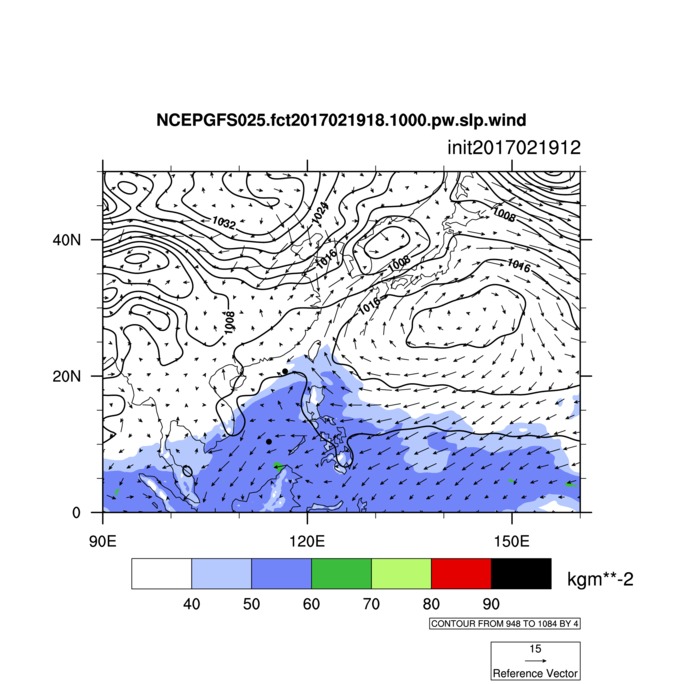 NCEPGFS025.fct2017021918.1000.pw.slp.wind
init2017021912
1032
1024
1008
40N
1016
1016
1008
1016
1008
20N
0
90E 120E 150E
kgm**-2
40 50 60 70 80 90
CONTOUR FROM 948 TO 1084 BY 4
15
Reference Vector